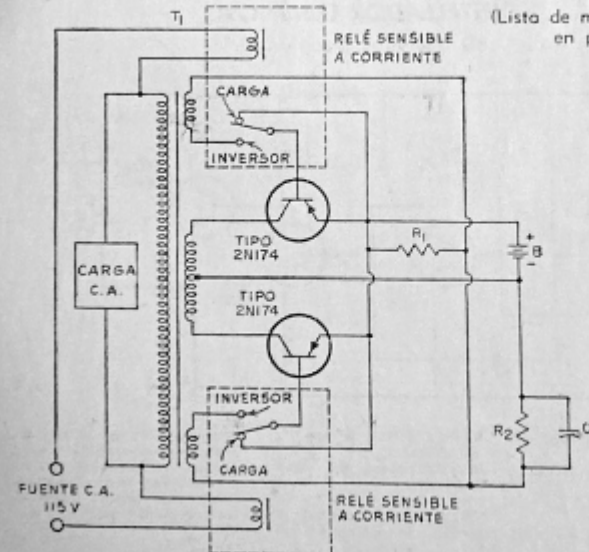 T1
(Lista de
en
RELÉ SENSIBLE
A CORRIENTE
CARGA
INVERSOR
TIPO
2N174
R1
+
B
-
CARGA
C.A.
TIPO
2N174
INVERSOR
CARGA
R2
C
FUENTE C.A.
115 V
RELÉ SENSIBLE
A CORRIENTE